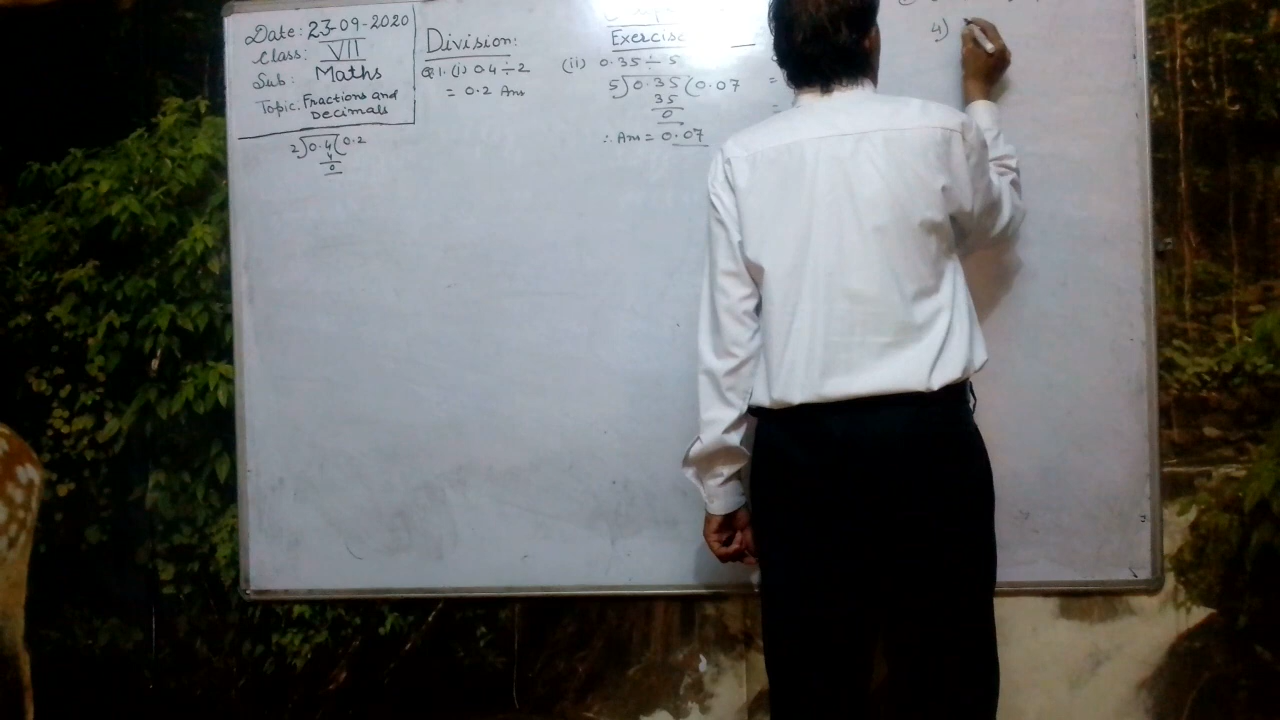 Date: 23-09-2020
Class: VII
Sub: Maths
Topic: Fractions and
Decimals
2)0.4(0.2
4
0
Division:
Q1. (i) 0.4 ÷ 2
= 0.2 Ans
Exercise
(ii) 0.35 ÷ 5
5)0.35(0.07
35
0
∴ Ans = 0.07
=
=
4)